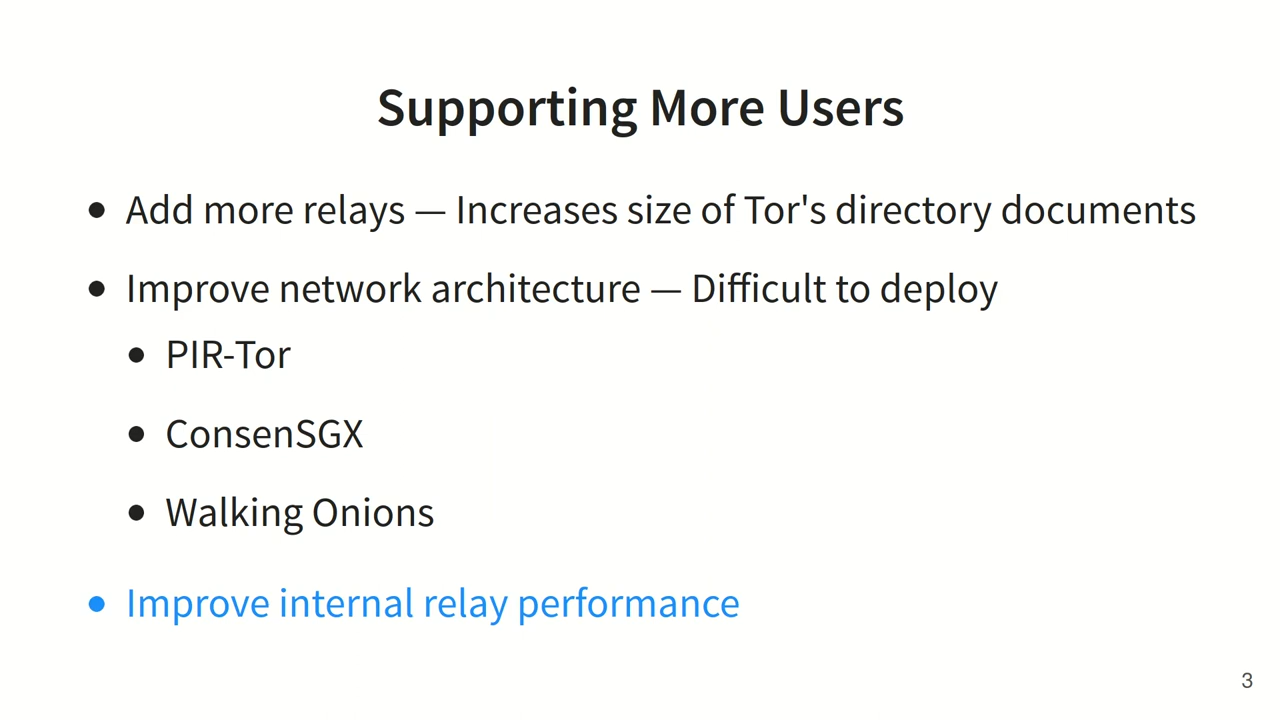 Supporting More Users
• Add more relays — Increases size of Tor's directory documents
• Improve network architecture — Difficult to deploy
• PIR-Tor
• ConsenSGX
• Walking Onions
• Improve internal relay performance
3